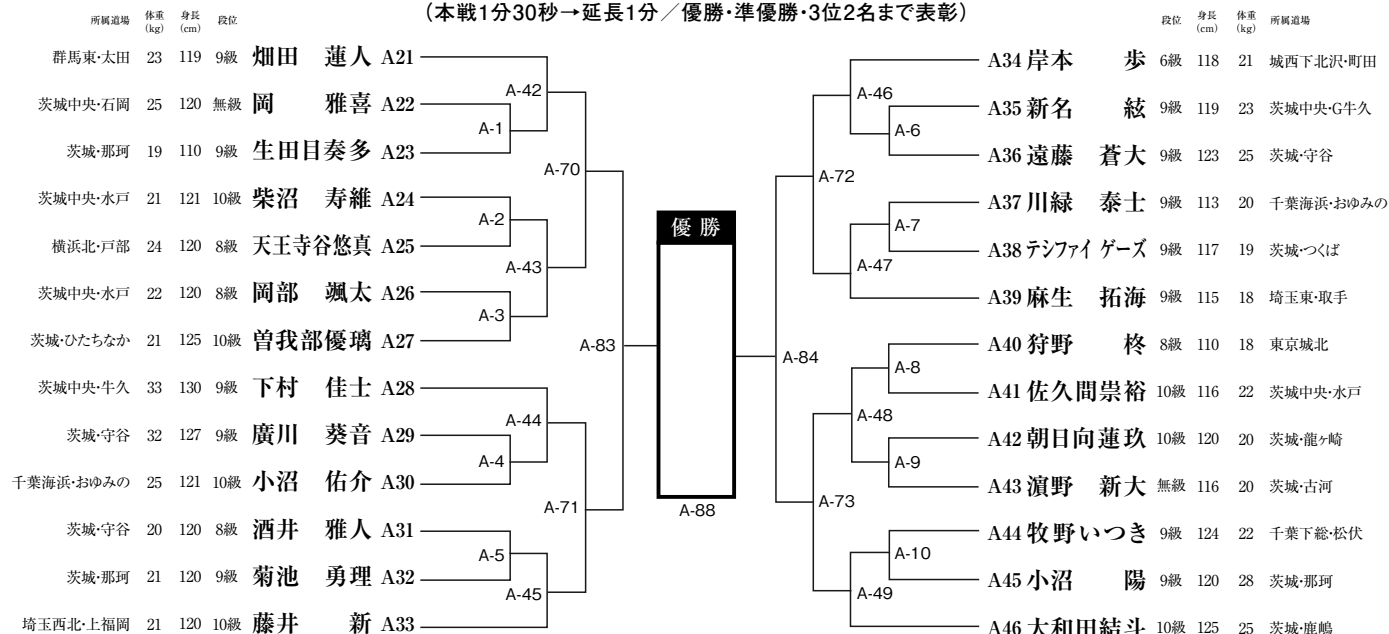 (本戦1分30秒→延長1分／優勝・準優勝・3位2名まで表彰)
所属道場 体重(kg) 身長(cm) 段位
群馬東・太田 23 119 9級 畑田 蓮人 A21
茨城中央・石岡 25 120 無級 岡 雅喜 A22
茨城・那珂 19 110 9級 生田目奏多 A23
茨城中央・水戸 21 121 10級 柴沼 寿維 A24
横浜北・戸部 24 120 8級 天王寺谷悠真 A25
茨城中央・水戸 22 120 8級 岡部 颯太 A26
茨城・ひたちなか 21 125 10級 曽我部優璃 A27
茨城中央・牛久 33 130 9級 下村 佳士 A28
茨城・守谷 32 127 9級 廣川 葵音 A29
千葉海浜・おゆみの 25 121 10級 小沼 佑介 A30
茨城・守谷 20 120 8級 酒井 雅人 A31
茨城・那珂 21 120 9級 菊池 勇理 A32
埼玉西北・上福岡 21 120 10級 藤井 新 A33
A-42
A-1
A-70
A-2
A-43
A-3
A-83
A-44
A-4
A-71
A-5
A-45
優勝
A-88
段位 身長(cm) 体重(kg) 所属道場
A34 岸本 歩 6級 118 21 城西下北沢・町田
A35 新名 絃 9級 119 23 茨城中央・G牛久
A36 遠藤 蒼大 9級 123 25 茨城・守谷
A37 川緑 泰士 9級 113 20 千葉海浜・おゆみの
A38 テシファイ ゲーズ 9級 117 19 茨城・つくば
A39 麻生 拓海 9級 115 18 埼玉東・取手
A40 狩野 柊 8級 110 18 東京城北
A41 佐久間崇裕 10級 116 22 茨城中央・水戸
A42 朝日向蓮玖 10級 120 20 茨城・龍ヶ崎
A43 濵野 新大 無級 116 20 茨城・古河
A44 牧野いつき 9級 124 22 千葉下総・松伏
A45 小沼 陽 9級 120 28 茨城・那珂
A46 大和田結斗 10級 125 25 茨城・鹿嶋
A-46
A-6
A-72
A-7
A-47
A-84
A-8
A-48
A-9
A-73
A-10
A-49